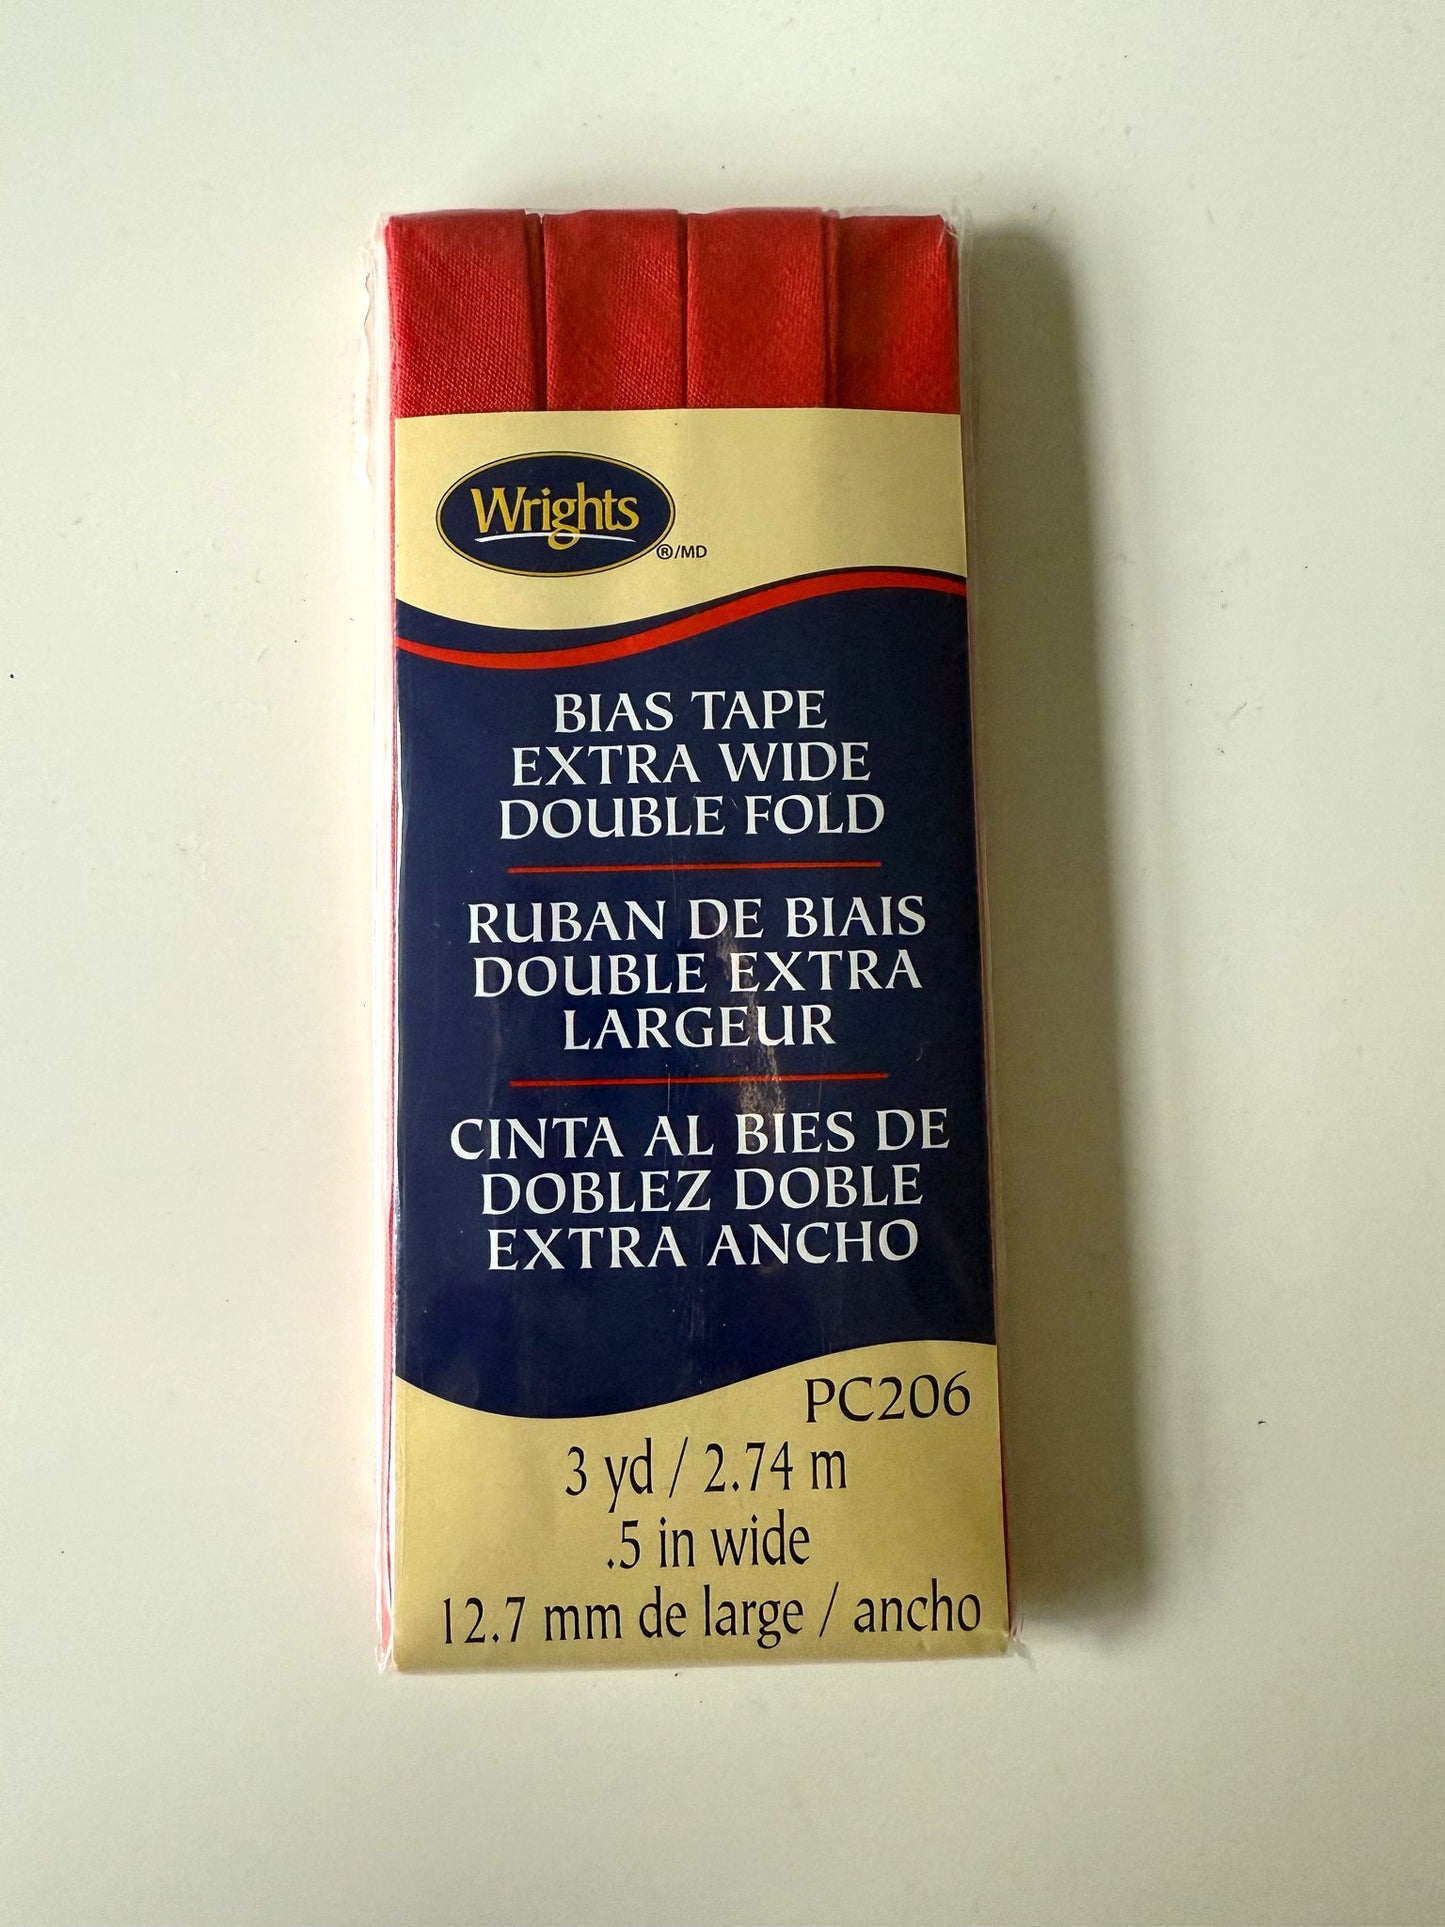 Wrights
®/MD
BIAS TAPE
EXTRA WIDE
DOUBLE FOLD
RUBAN DE BIAIS
DOUBLE EXTRA
LARGEUR
CINTA AL BIES DE
DOBLEZ DOBLE
EXTRA ANCHO
PC206
3 yd / 2.74 m
.5 in wide
12.7 mm de large / ancho